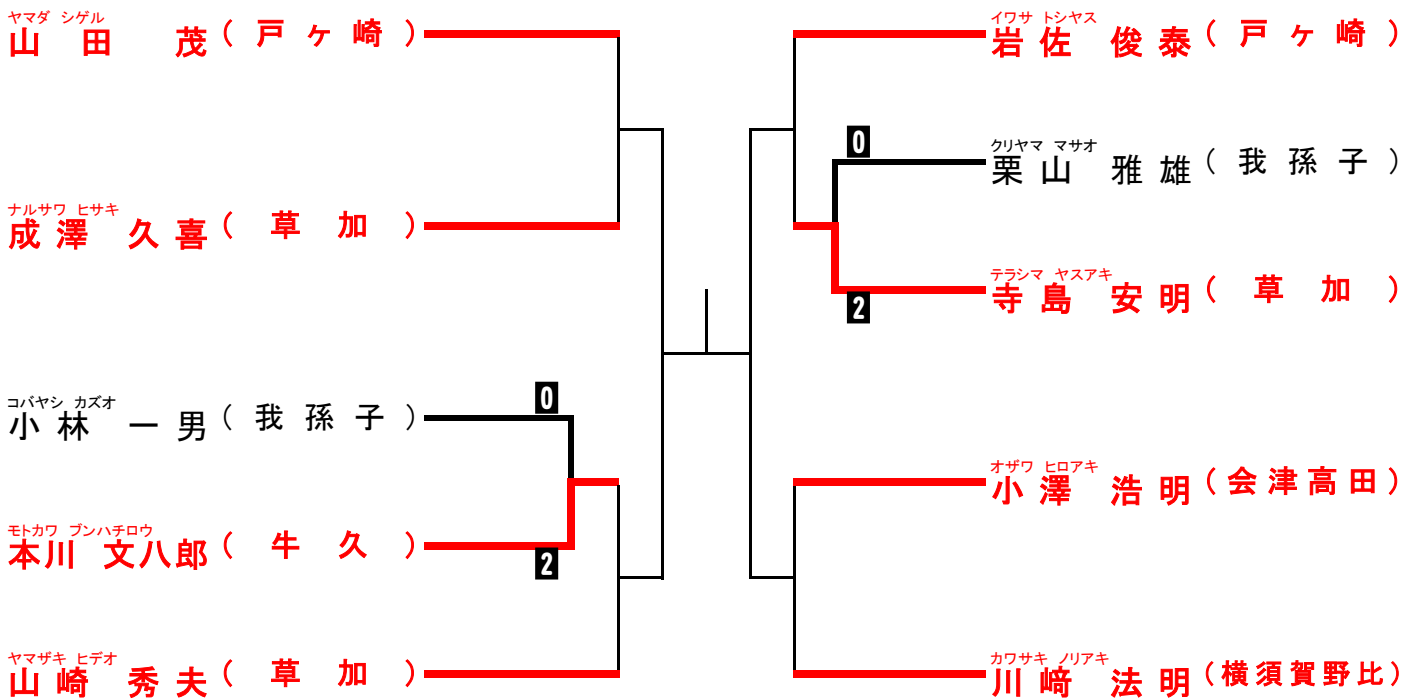 ヤマダ シゲル
山田 茂 (戸ヶ崎)
ナルサワ ヒサキ
成澤 久喜 (草加)
コバヤシ カズオ
小林 一男 (我孫子)
0
モトカワ ブンハチロウ
本川 文八郎 (牛久)
2
ヤマザキ ヒデオ
山崎 秀夫 (草加)
イワサ トシヤス
岩佐 俊泰 (戸ヶ崎)
0
クリヤマ マサオ
栗山 雅雄 (我孫子)
テラシマ ヤスアキ
寺島 安明 (草加)
2
オザワ ヒロアキ
小澤 浩明 (会津高田)
カワサキ ノリアキ
川﨑 法明 (横須賀野比)